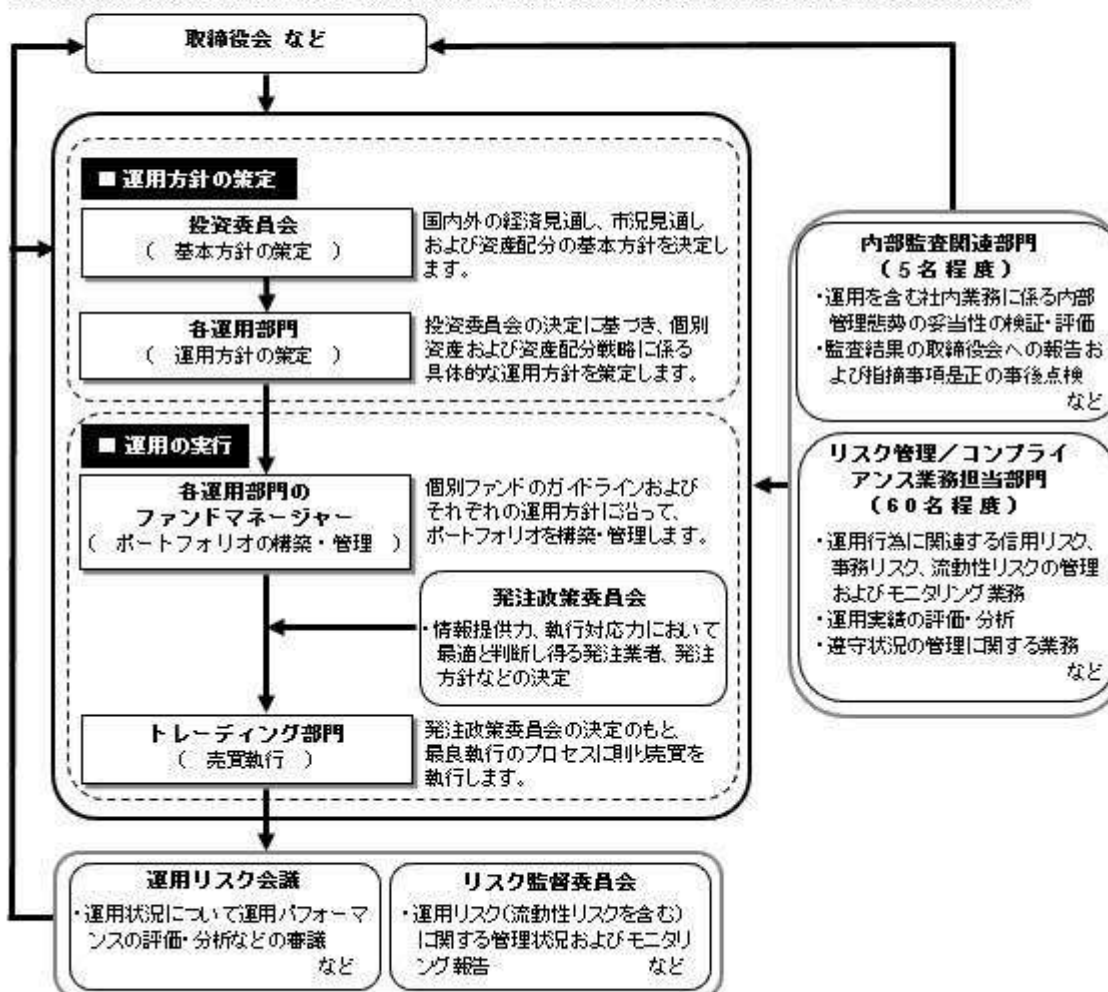 取締役会 など
■ 運用方針の策定
投資委員会
( 基本方針の策定 )
国内外の経済見通し、市況見通し
および資産配分の基本方針を決定し
ます。
各運用部門
( 運用方針の策定 )
投資委員会の決定に基づき、個別
資産および資産配分戦略に係る
具体的な運用方針を策定します。
■ 運用の実行
各運用部門の
ファンドマネージャー
( ポートフォリオの構築・管理 )
個別ファンドのガイドラインおよび
それぞれの運用方針に沿って、
ポートフォリオを構築・管理します。
発注政策委員会
・情報提供力、執行対応力において
最適と判断し得る発注業者、発注
方針などの決定
トレーディング部門
( 売買執行 )
発注政策委員会の決定のもと、
最良執行のプロセスに則り売買を
執行します。
内部監査関連部門
(5名程度)
・運用を含む社内業務に係る内部
管理態勢の妥当性の検証・評価
・監査結果の取締役会への報告お
よび指摘事項是正の事後点検
など
リスク管理／コンプライ
アンス業務担当部門
(60名程度)
・運用行為に関連する信用リスク、
事務リスク、流動性リスクの管理
およびモニタリング業務
・運用実績の評価・分析
・遵守状況の管理に関する業務
など
運用リスク会議
・運用状況について運用パフォーマ
ンスの評価・分析などの審議
など
リスク監督委員会
・運用リスク(流動性リスクを含む)
に関する管理状況およびモニタリ
ング報告 など